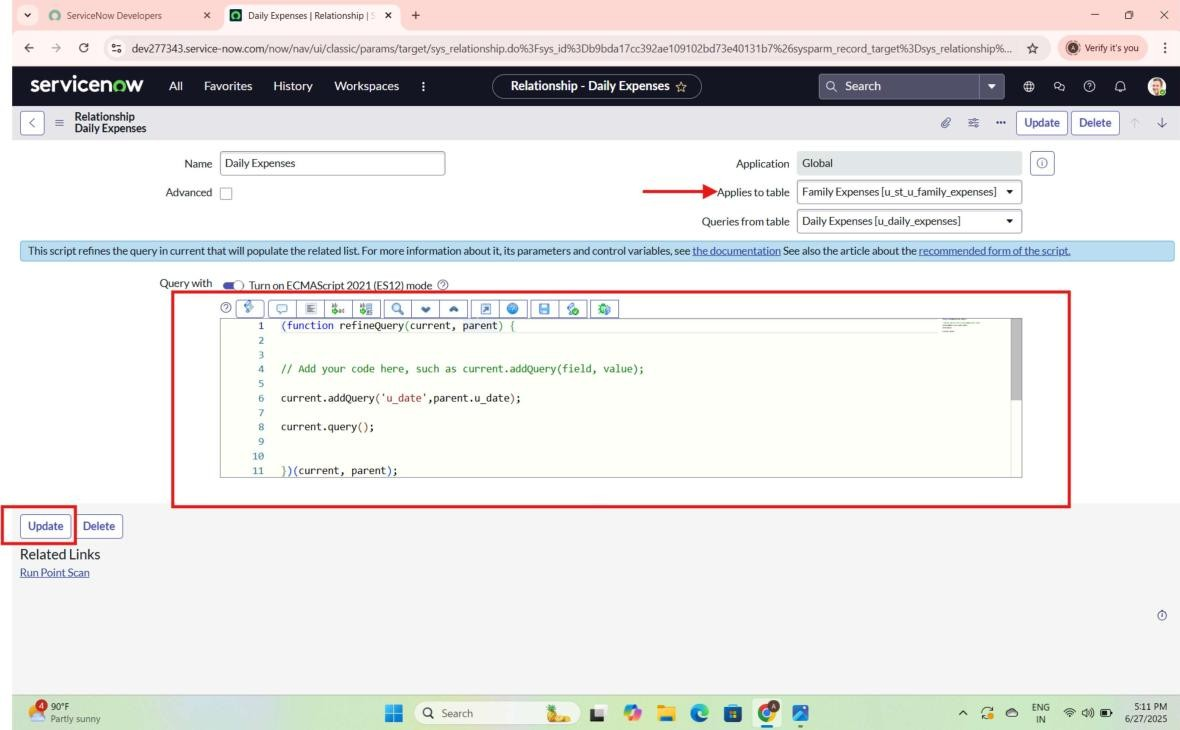 ServiceNow Developers
Daily Expenses | Relationship | S
dev277343.service-now.com/now/nav/ui/classic/params/target/sys_relationship.do%3Fsys_id%3Db9bda17cc392ae109102bd73e40131b7%26sysparm_record_target%3Dsys_relationship%...
Verify it's you
servicenow All Favorites History Workspaces Relationship - Daily Expenses Search
Relationship
Daily Expenses
Update Delete
Name Daily Expenses Application Global
Advanced Applies to table Family Expenses [u_st_u_family_expenses]
Queries from table Daily Expenses [u_daily_expenses]
This script refines the query in current that will populate the related list. For more information about it, its parameters and control variables, see the documentation See also the article about the recommended form of the script.
Query with Turn on ECMAScript 2021 (ES12) mode
1 (function refineQuery(current, parent) {
2
3
4 // Add your code here, such as current.addQuery(field, value);
5
6 current.addQuery('u_date',parent.u_date);
7
8 current.query();
9
10
11 })(current, parent);
Update Delete
Related Links
Run Point Scan
4 90°F
Partly sunny
Search
ENG
IN
5:11 PM
6/27/2025